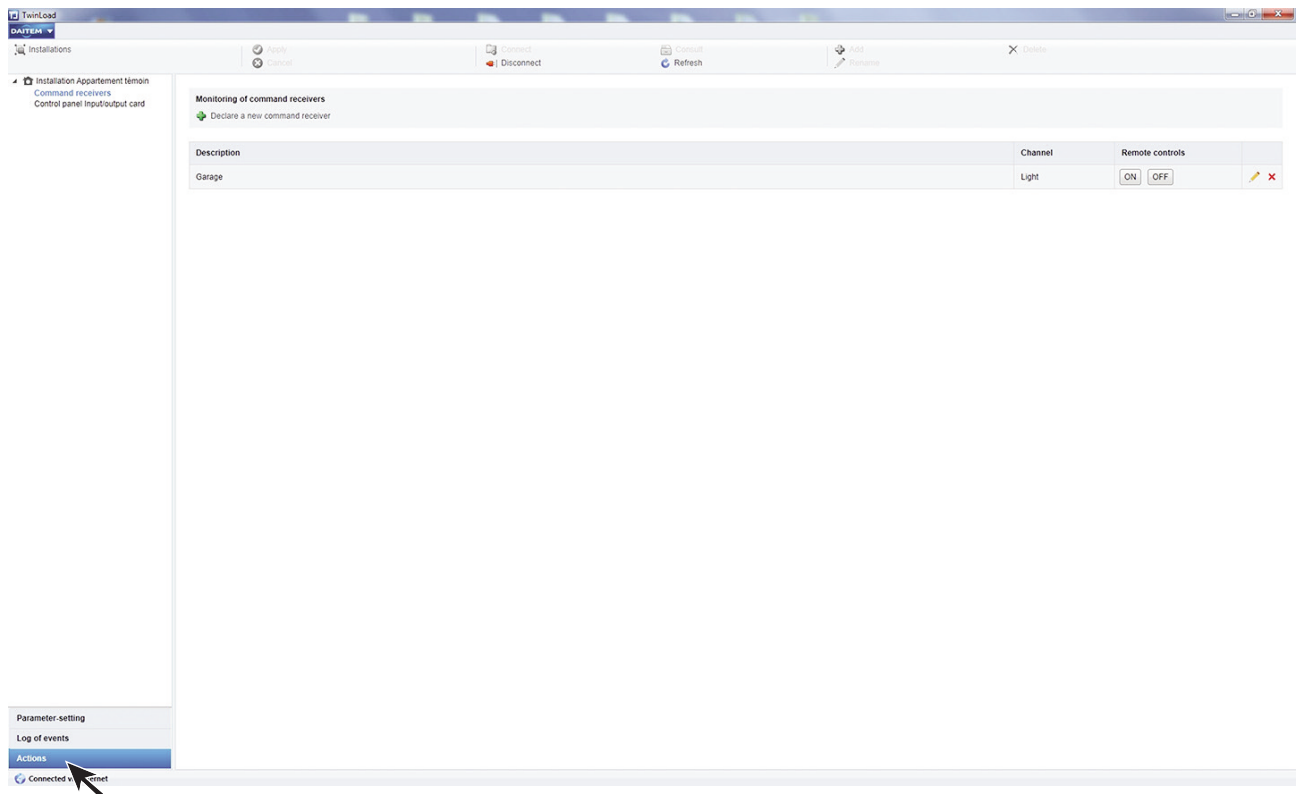 TwinLoad
DAITEM
Installations
Apply
Cancel
Connect
Disconnect
Consult
Refresh
Add
Rename
Delete
Installation Appartement témoin
Command receivers
Control panel Input/output card
Monitoring of command receivers
Declare a new command receiver
Description Channel Remote controls
Garage Light ON OFF
Parameter-setting
Log of events
Actions
Connected v ernet